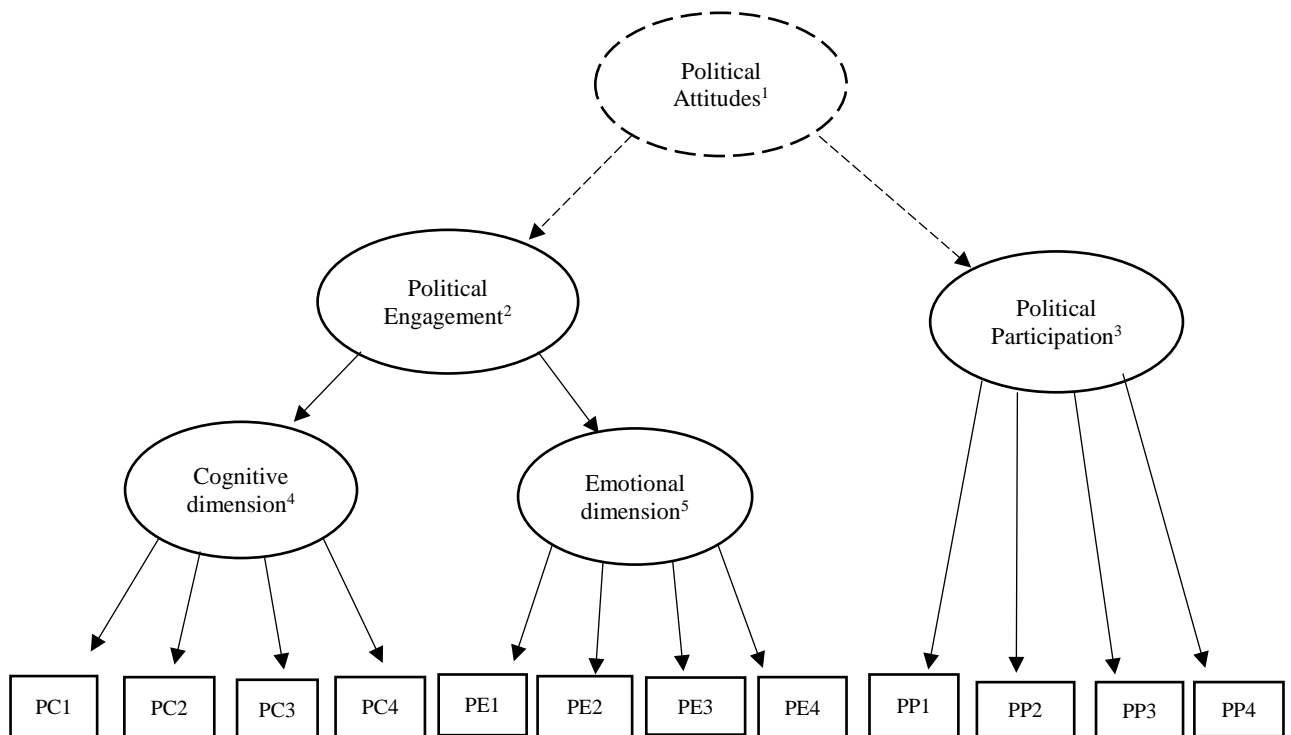 Political
Attitudes¹
Political
Engagement²
Political
Participation³
Cognitive
dimension⁴
Emotional
dimension⁵
PC1
PC2
PC3
PC4
PE1
PE2
PE3
PE4
PP1
PP2
PP3
PP4